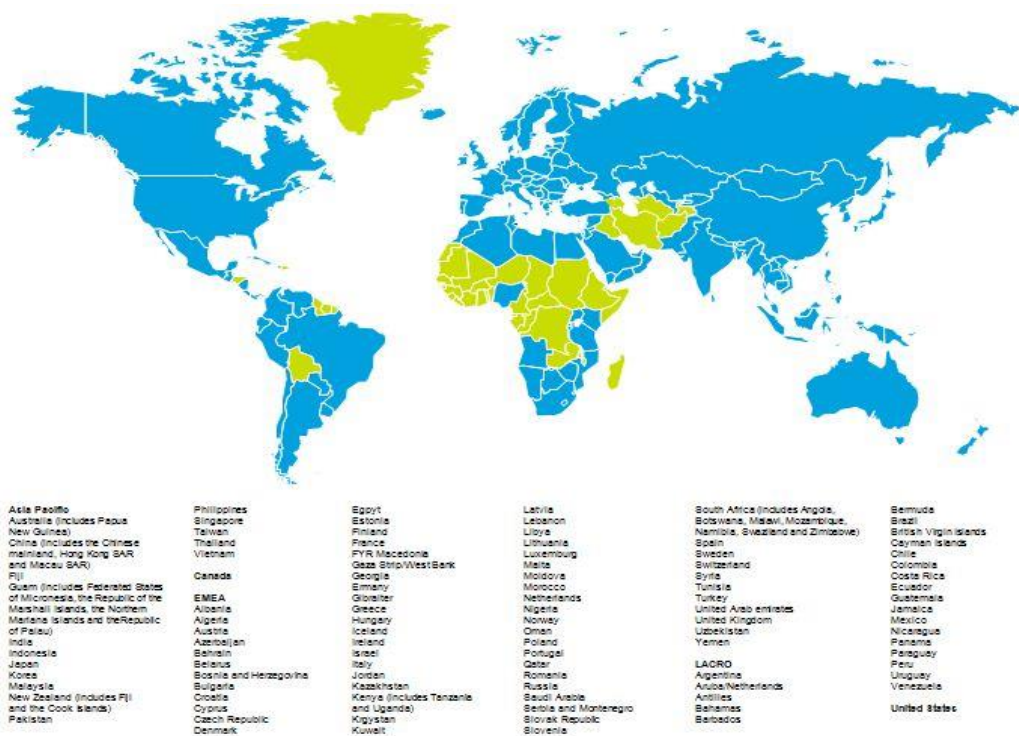 Asia Pacific
Australia (includes Papua
New Guinea)
China (includes the Chinese
mainland, Hong Kong SAR
and Macau SAR)
Fiji
Guam (includes Federated States
of Micronesia, the Republic of the
Marshall Islands, the Northern
Mariana Islands and theRepublic
of Palau)
India
Indonesia
Japan
Korea
Malaysia
New Zealand (includes Fiji
and the Cook Islands)
Pakistan
Philippines
Singapore
Taiwan
Thailand
Vietnam
Canada
EMEA
Albania
Algeria
Austria
Azerbaijan
Bahrain
Belarus
Bosnia and Herzegovina
Bulgaria
Croatia
Cyprus
Czech Republic
Denmark
Egpyt
Estonia
Finland
France
FYR Macedonia
Gaza Strip/West Bank
Georgia
Ermany
Gibralter
Greece
Hungary
Iceland
Ireland
Israel
Italy
Jordan
Kazakhstan
Kenya (includes Tanzania
and Uganda)
Krgystan
Kuwait
Latvia
Lebanon
Libya
Lithuania
Luxemburg
Malta
Moldova
Morocco
Netherlands
Nigeria
Norway
Oman
Poland
Portugal
Qatar
Romania
Russia
Saudi Arabia
Serbia and Montenegro
Slovak Republic
Slovenia
South Africa (includes Angola,
Botswana, Malawi, Mozambique,
Namibia, Swaziland and Zimbabwe)
Spain
Sweden
Switzerland
Syria
Tunisia
Turkey
United Arab emirates
United Kingdom
Uzbekistan
Yemen
LACRO
Argentina
Aruba/Netherlands
Antilles
Bahamas
Barbados
Bermuda
Brazil
British Virgin Islands
Cayman Islands
Chile
Colombia
Costa Rica
Ecuador
Guatemala
Jamaica
Mexico
Nicaragua
Panama
Paraguay
Peru
Uruguay
Venezuela
United States